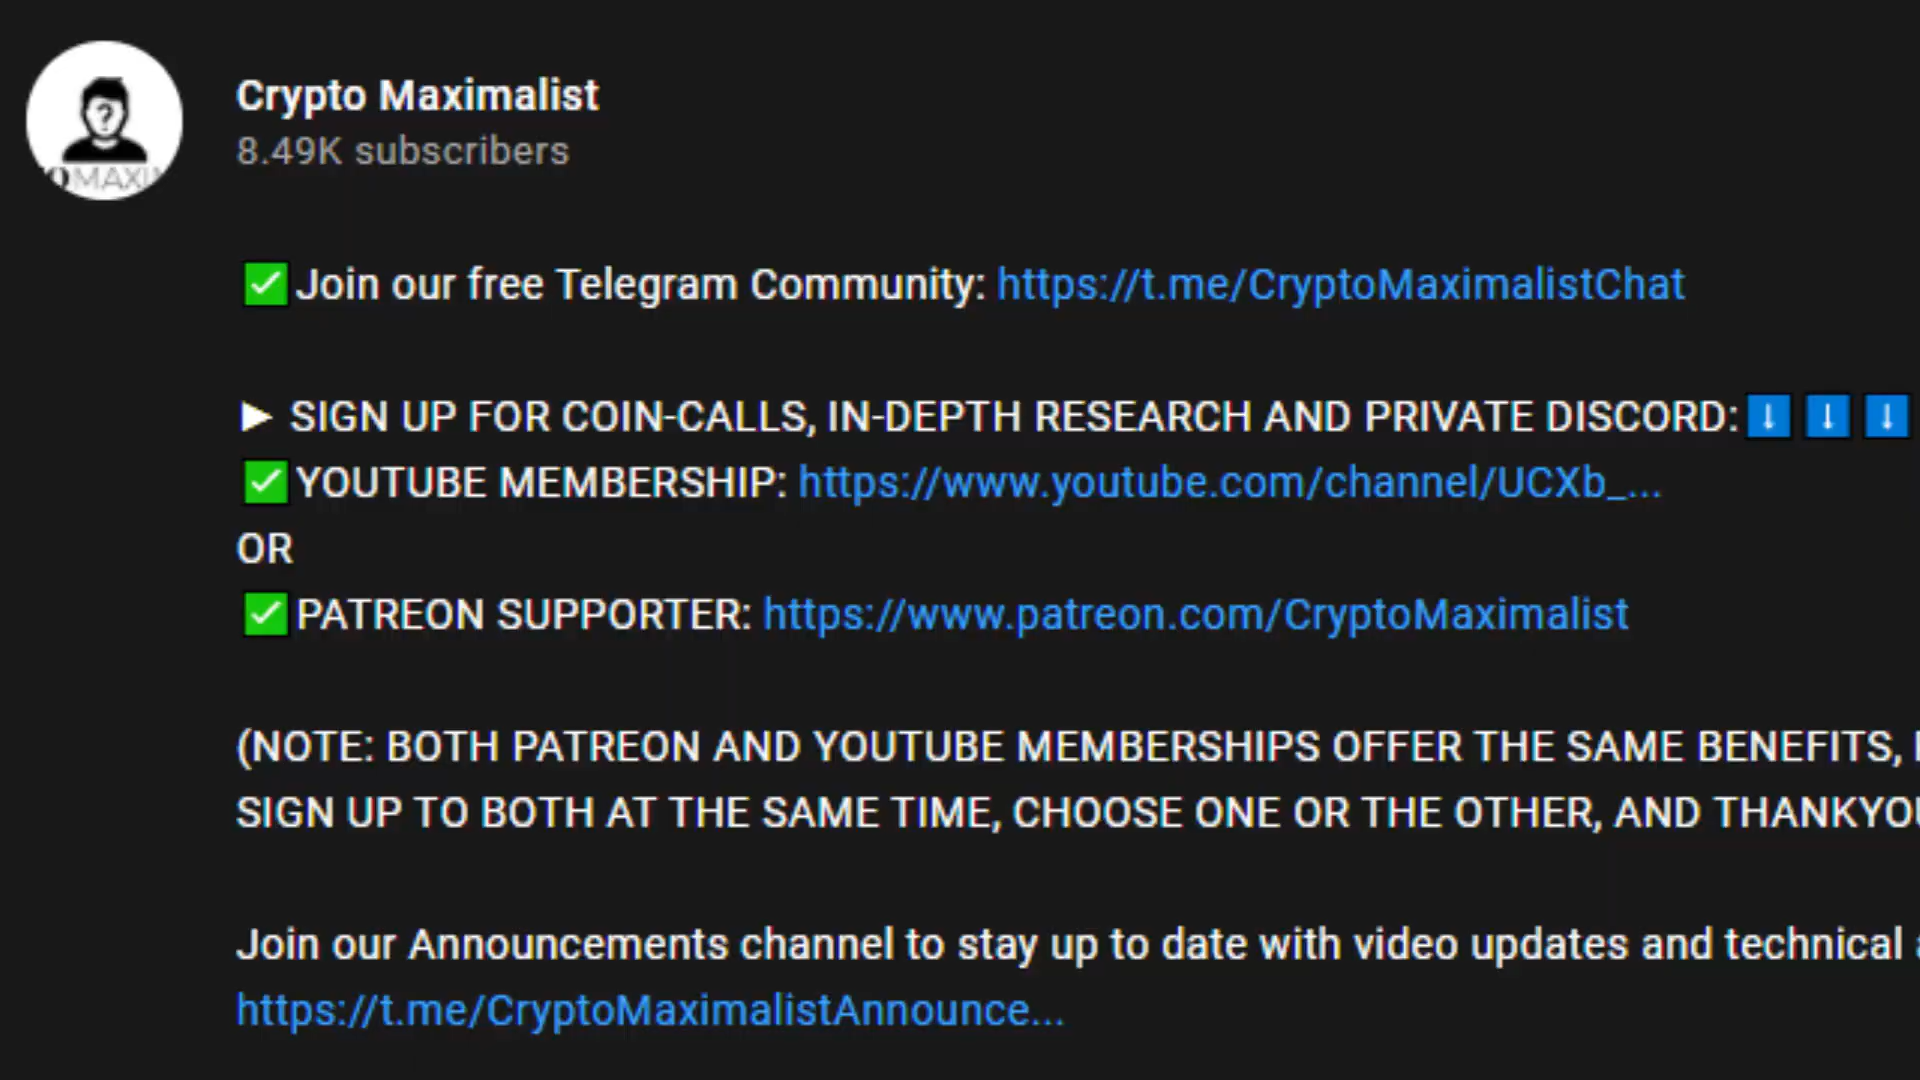 Crypto Maximalist
8.49K subscribers
?
OMAXI
✅Join our free Telegram Community: https://t.me/CryptoMaximalistChat
► SIGN UP FOR COIN-CALLS, IN-DEPTH RESEARCH AND PRIVATE DISCORD:⬇️⬇️⬇️
✅YOUTUBE MEMBERSHIP: https://www.youtube.com/channel/UCXb_...
OR
✅PATREON SUPPORTER: https://www.patreon.com/CryptoMaximalist
(NOTE: BOTH PATREON AND YOUTUBE MEMBERSHIPS OFFER THE SAME BENEFITS,
SIGN UP TO BOTH AT THE SAME TIME, CHOOSE ONE OR THE OTHER, AND THANKYOU
Join our Announcements channel to stay up to date with video updates and technical
https://t.me/CryptoMaximalistAnnounce...